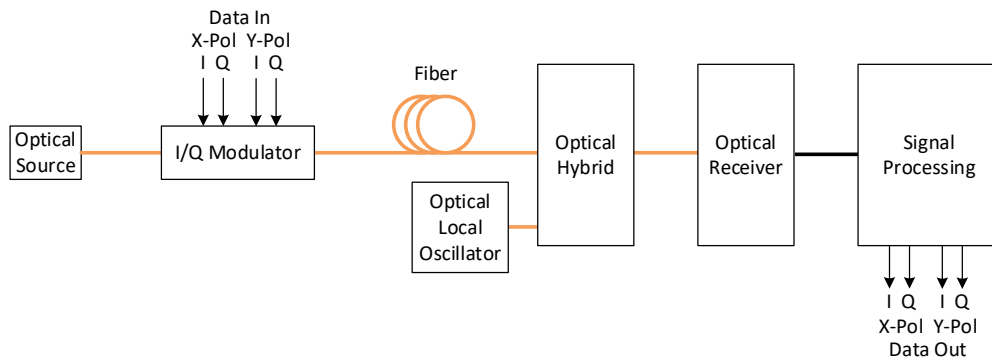 Data In
X-Pol Y-Pol
I Q I Q
Optical
Source
I/Q Modulator
Fiber
Optical
Local
Oscillator
Optical
Hybrid
Optical
Receiver
Signal
Processing
I Q I Q
X-Pol Y-Pol
Data Out